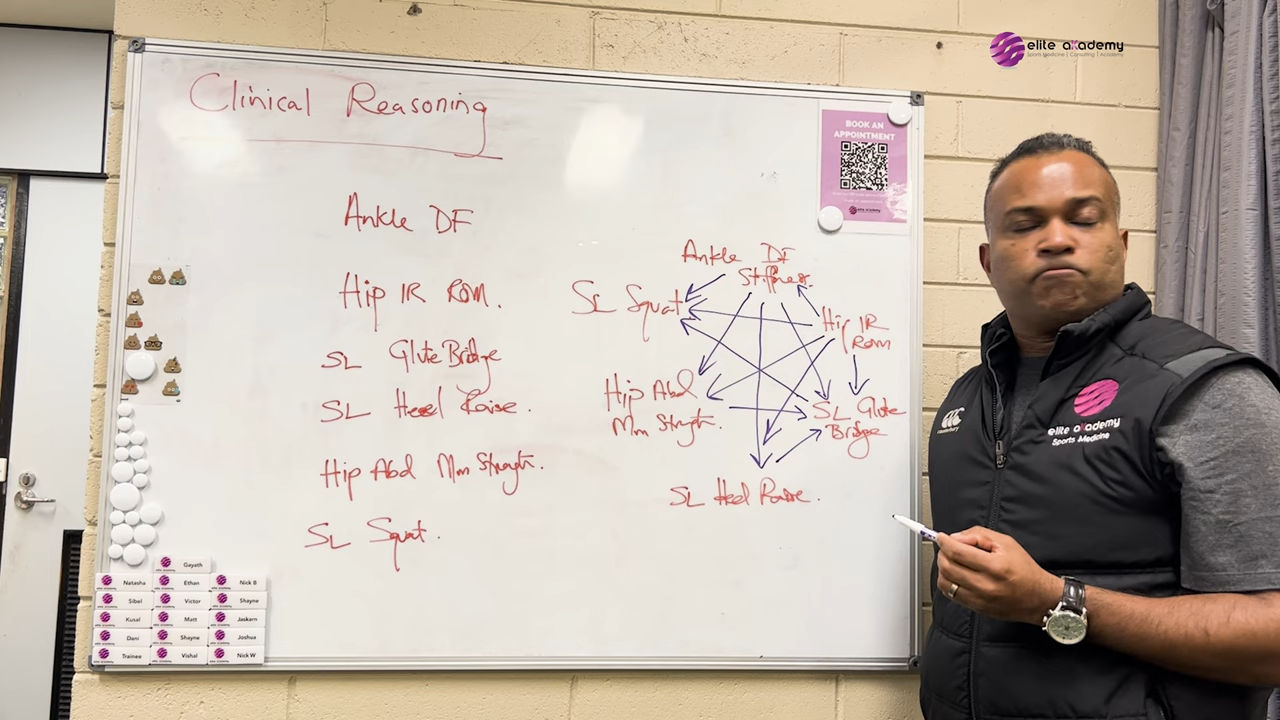 elite aKademy
Sports Medicine | Consulting | Academy
Clinical Reasoning
BOOK AN
APPOINTMENT
elite akademy
Ankle DF
Hip IR ROM.
SL Glute Bridge
SL Heel Raise.
Hip Abd Mm Strength.
SL Squat.
Ankle DF
Stiffness.
SL Squat
Hip IR
ROM
Hip Abd
Mm Strength.
SL Glute
Bridge
SL Heel Raise.
canterbury
elite aKademy
Sports Medicine
Gayath
Natasha Ethan Nick B
Sibel Victor Shayne
Kusal Matt Jaskarn
Dani Shayne Joshua
Trainee Vishal Nick W